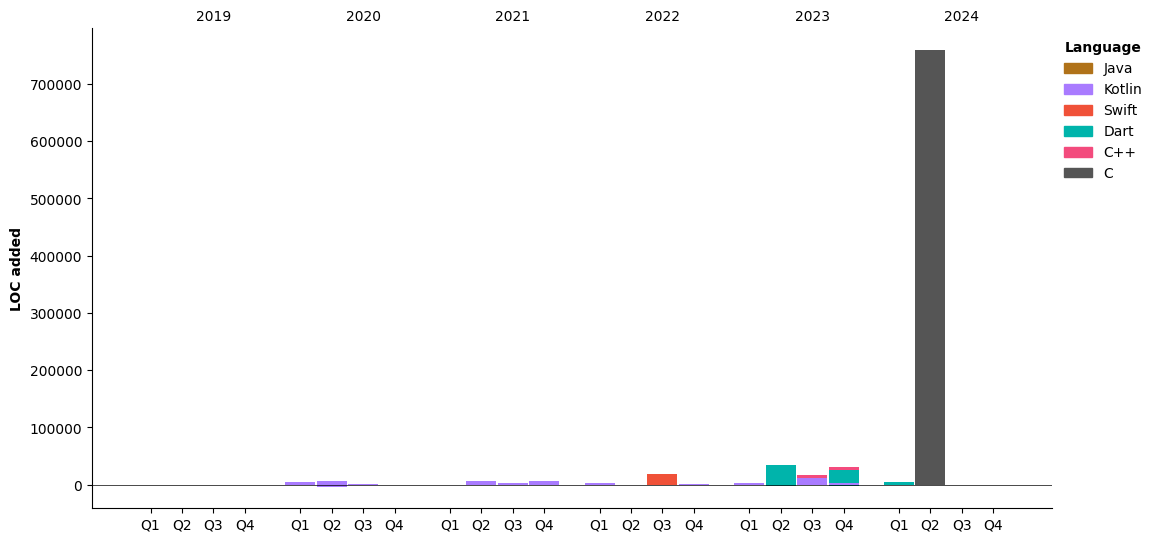 2019 2020 2021 2022 2023 2024
Language
Java
Kotlin
Swift
Dart
C++
C
LOC added
700000
600000
500000
400000
300000
200000
100000
0
Q1 Q2 Q3 Q4 Q1 Q2 Q3 Q4 Q1 Q2 Q3 Q4 Q1 Q2 Q3 Q4 Q1 Q2 Q3 Q4 Q1 Q2 Q3 Q4